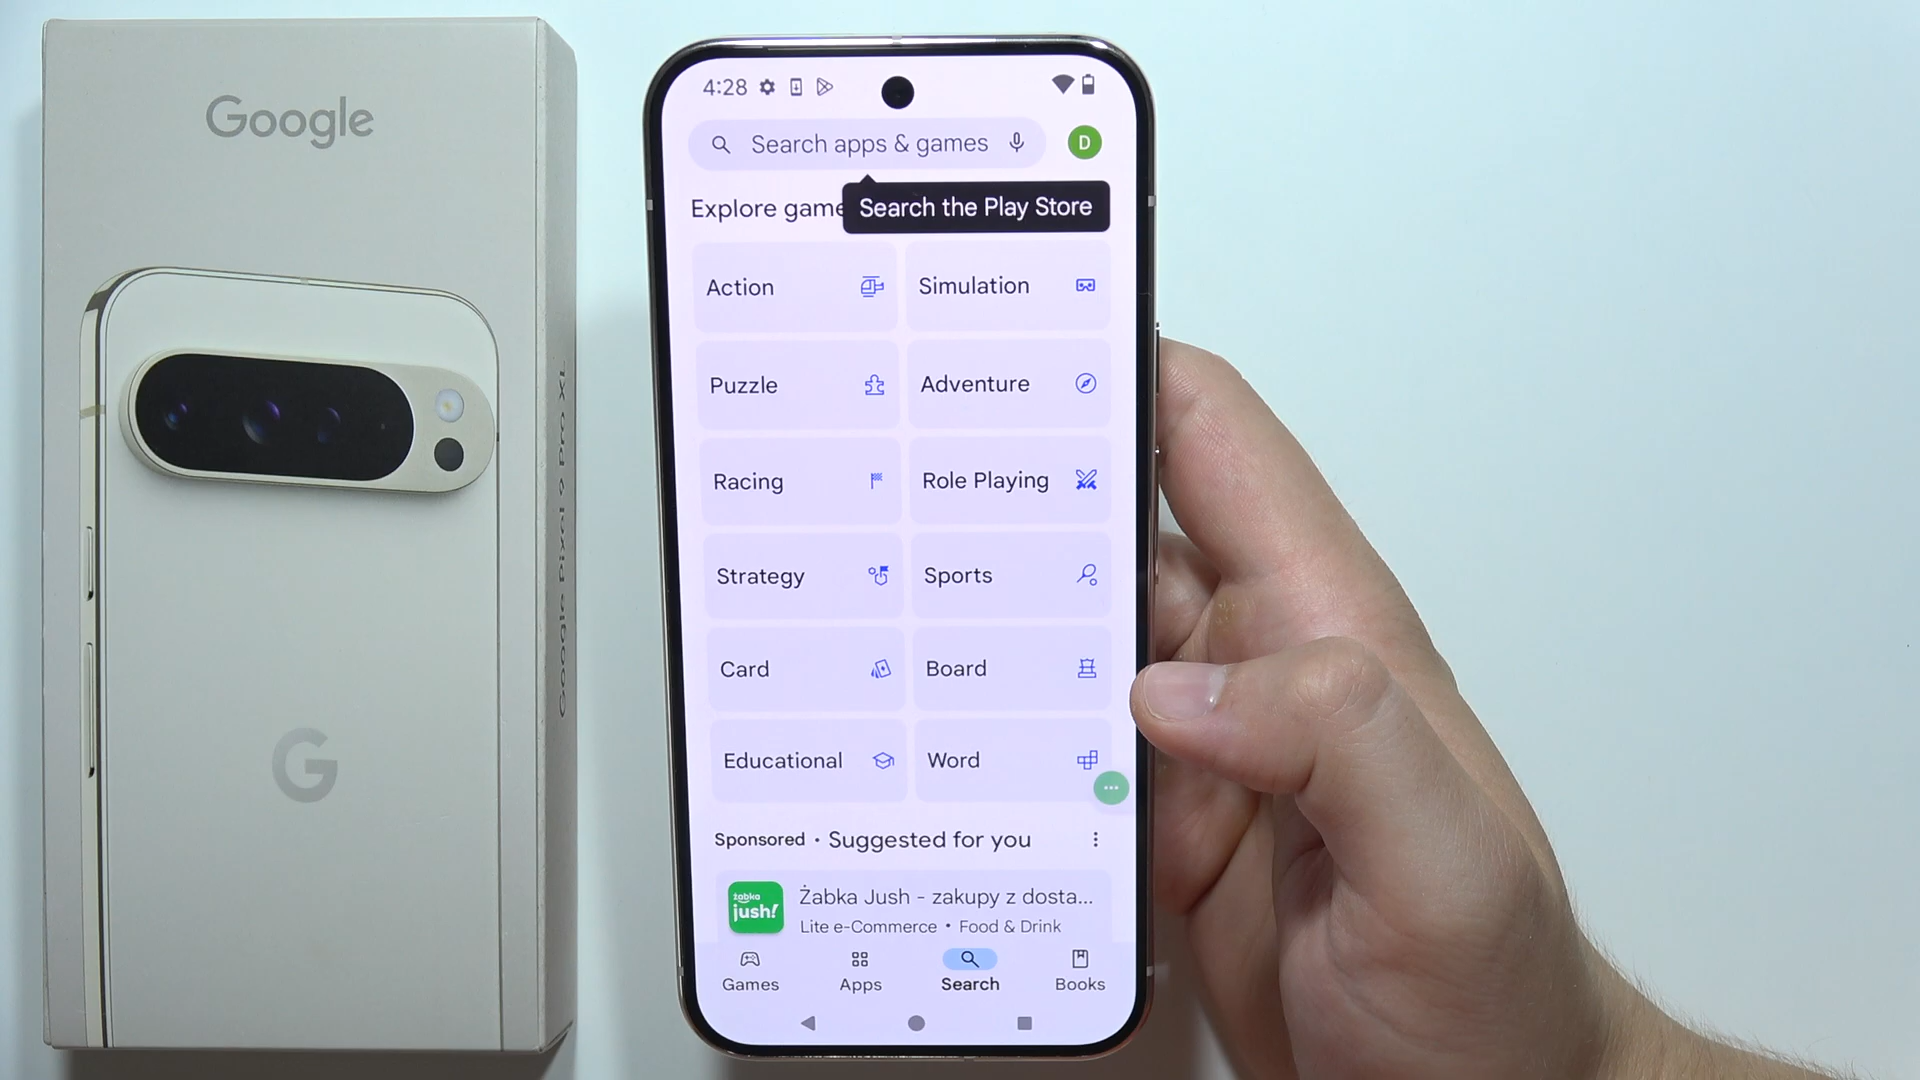 Google
Google Pixel 9 Pro XL
G
4:28
Search apps & games
D
Search the Play Store
Explore game
Action
Simulation
Puzzle
Adventure
Racing
Role Playing
Strategy
Sports
Card
Board
Educational
Word
Sponsored • Suggested for you
żabka
jush!
Żabka Jush - zakupy z dosta...
Lite e-Commerce • Food & Drink
Games
Apps
Search
Books